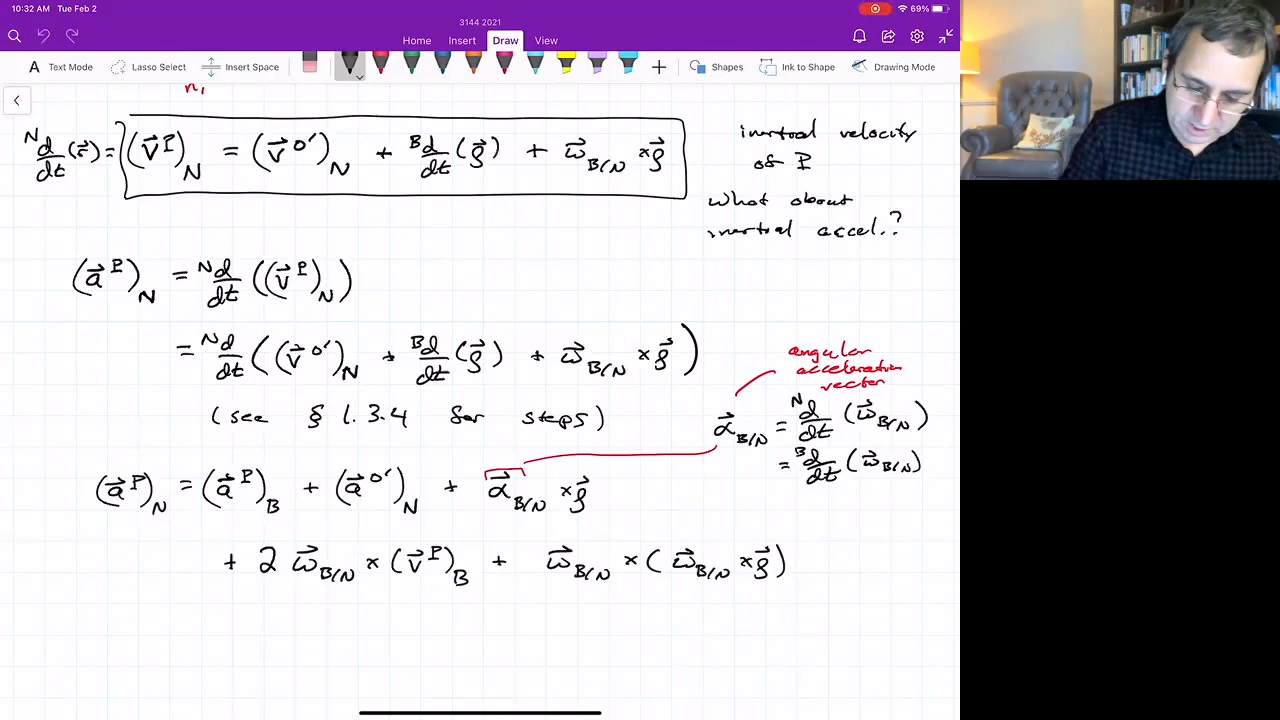 10:32 AM Tue Feb 2
69%
3144 2021
Home Insert Draw View
Text Mode Lasso Select Insert Space Shapes Ink to Shape Drawing Mode
n₁
ᴺd/dt(r⃗) = (v⃗ᴾ)_N = (v⃗ᴼ′)_N + ᴮd/dt(ρ⃗) + ω⃗_B/N × ρ⃗
inertial velocity
of P
What about
inertial accel.?
(a⃗ᴾ)_N = ᴺd/dt((v⃗ᴾ)_N)
= ᴺd/dt((v⃗ᴼ′)_N + ᴮd/dt(ρ⃗) + ω⃗_B/N × ρ⃗)
angular
acceleration
vector
(see § 1.3.4 for steps)
α⃗_B/N = ᴺd/dt(ω⃗_B/N)
= ᴮd/dt(ω⃗_B/N)
(a⃗ᴾ)_N = (a⃗ᴾ)_B + (a⃗ᴼ′)_N + α⃗_B/N × ρ⃗
+ 2 ω⃗_B/N × (v⃗ᴾ)_B + ω⃗_B/N × (ω⃗_B/N × ρ⃗)